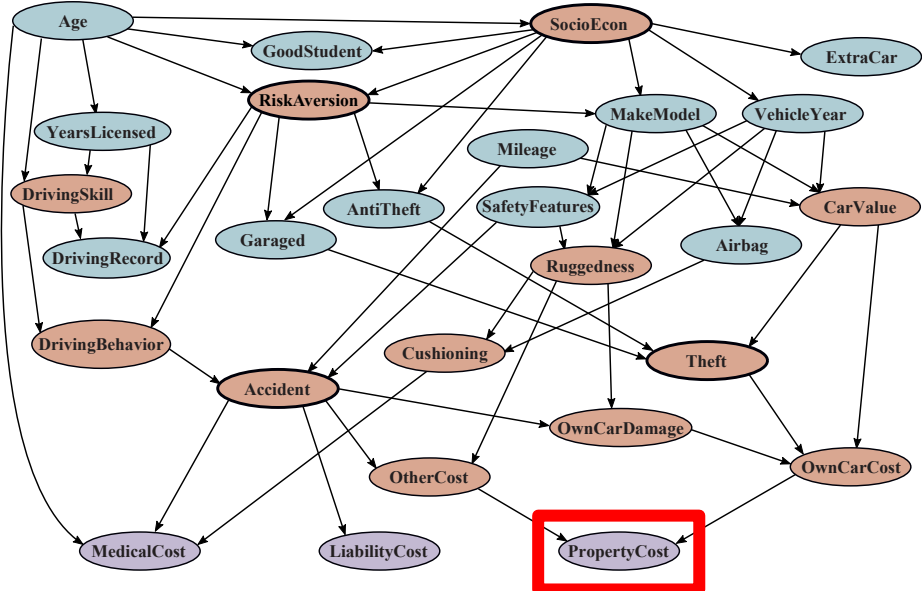 Age
SocioEcon
GoodStudent
ExtraCar
RiskAversion
MakeModel
VehicleYear
YearsLicensed
Mileage
DrivingSkill
AntiTheft
SafetyFeatures
CarValue
Garaged
Airbag
DrivingRecord
Ruggedness
DrivingBehavior
Cushioning
Theft
Accident
OwnCarDamage
OtherCost
OwnCarCost
MedicalCost
LiabilityCost
PropertyCost